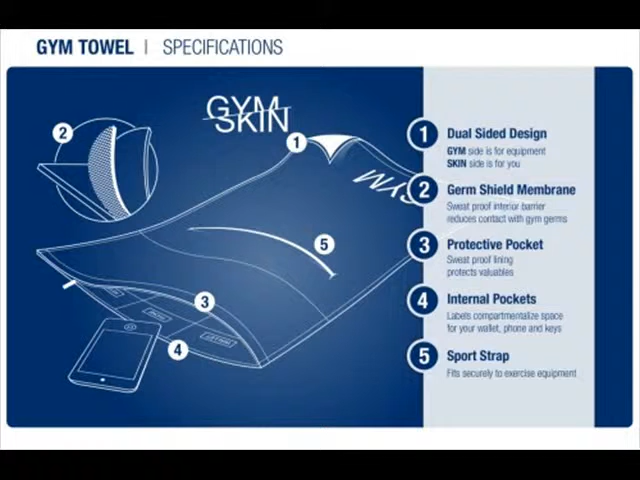 GYM TOWEL | SPECIFICATIONS
GYM
SKIN
2
1
GYM
5
3
4
1 Dual Sided Design
GYM side is for equipment
SKIN side is for you
2 Germ Shield Membrane
Sweat proof interior barrier
reduces contact with gym germs
3 Protective Pocket
Sweat proof lining
protects valuables
4 Internal Pockets
Labels compartmentalize space
for your wallet, phone and keys
5 Sport Strap
Fits securely to exercise equipment